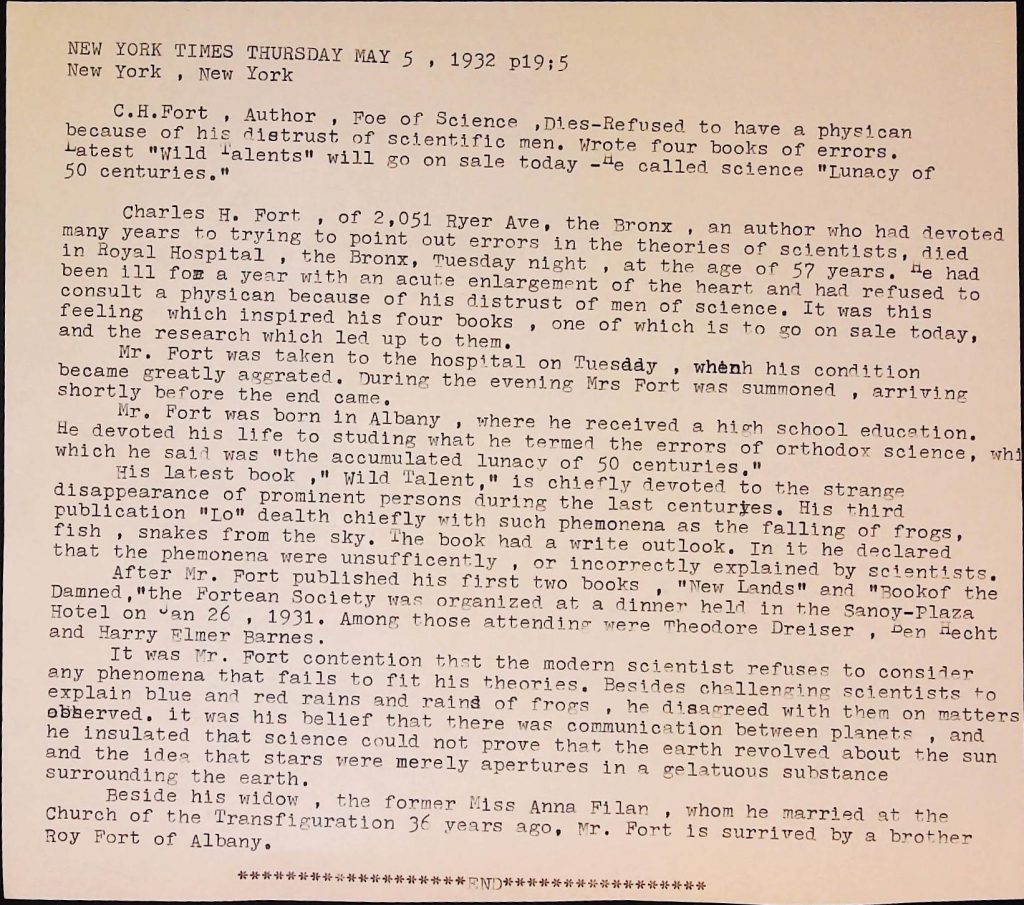 NEW YORK TIMES THURSDAY MAY 5 , 1932 p19;5
New York , New York
C.H.Fort , Author , Foe of Science ,Dies-Refused to have a physican
because of his distrust of scientific men. Wrote four books of errors.
Latest "Wild Talents" will go on sale today -He called science "Lunacy of
50 centuries."
Charles H. Fort , of 2,051 Ryer Ave, the Bronx , an author who had devoted
many years to trying to point out errors in the theories of scientists, died
in Royal Hospital , the Bronx, Tuesday night , at the age of 57 years. He had
been ill for a year with an acute enlargement of the heart and had refused to
consult a physican because of his distrust of men of science. It was this
feeling which inspired his four books , one of which is to go on sale today,
and the research which led up to them.
Mr. Fort was taken to the hospital on Tuesday , when his condition
became greatly aggrated. During the evening Mrs Fort was summoned , arriving
shortly before the end came.
Mr. Fort was born in Albany , where he received a high school education.
He devoted his life to studing what he termed the errors of orthodox science, whi
which he said was "the accumulated lunacy of 50 centuries."
His latest book ," Wild Talent," is chiefly devoted to the strange
disappearance of prominent persons during the last centuryes. His third
publication "Lo" dealth chiefly with such phemonena as the falling of frogs,
fish , snakes from the sky. The book had a write outlook. In it he declared
that the phemonena were unsufficently , or incorrectly explained by scientists.
After Mr. Fort published his first two books , "New Lands" and "Bookof the
Damned,"the Fortean Society was organized at a dinner held in the Sanoy-Plaza
Hotel on Jan 26 , 1931. Among those attending were Theodore Dreiser , Ben Hecht
and Harry Elmer Barnes.
It was Mr. Fort contention that the modern scientist refuses to consider
any phenomena that fails to fit his theories. Besides challenging scientists to
explain blue and red rains and rains of frogs , he disagreed with them on matters
observed. it was his belief that there was communication between planets , and
he insulated that science could not prove that the earth revolved about the sun
and the idea that stars were merely apertures in a gelatuous substance
surrounding the earth.
Beside his widow , the former Miss Anna Filan , whom he married at the
Church of the Transfiguration 36 years ago, Mr. Fort is surrived by a brother
Roy Fort of Albany.
*******************END*****************